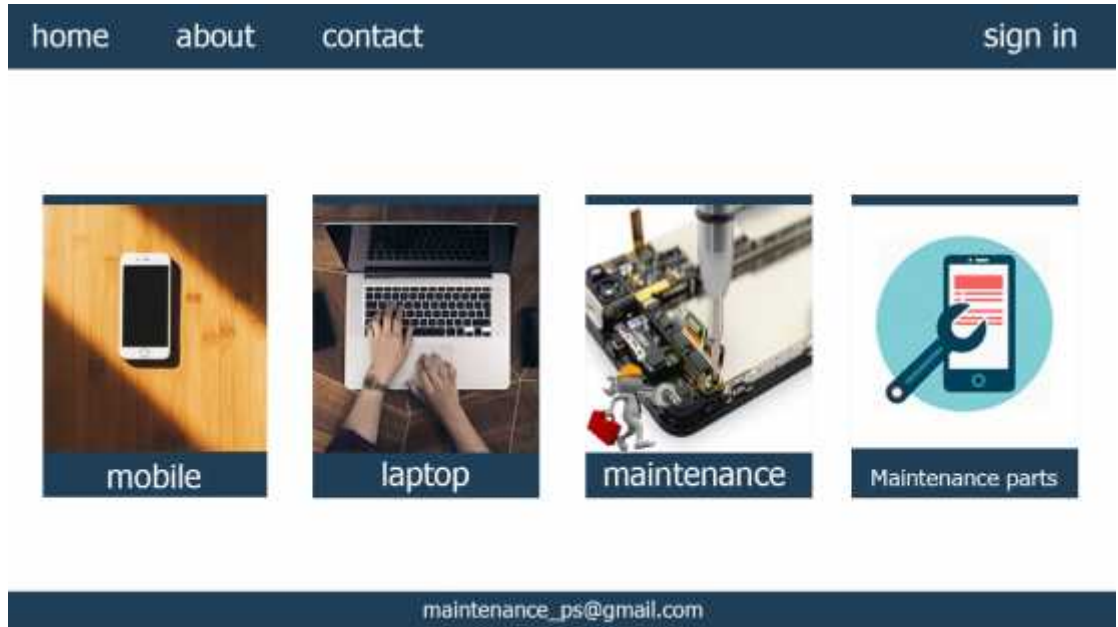 home about contact sign in
mobile laptop maintenance Maintenance parts
maintenance_ps@gmail.com